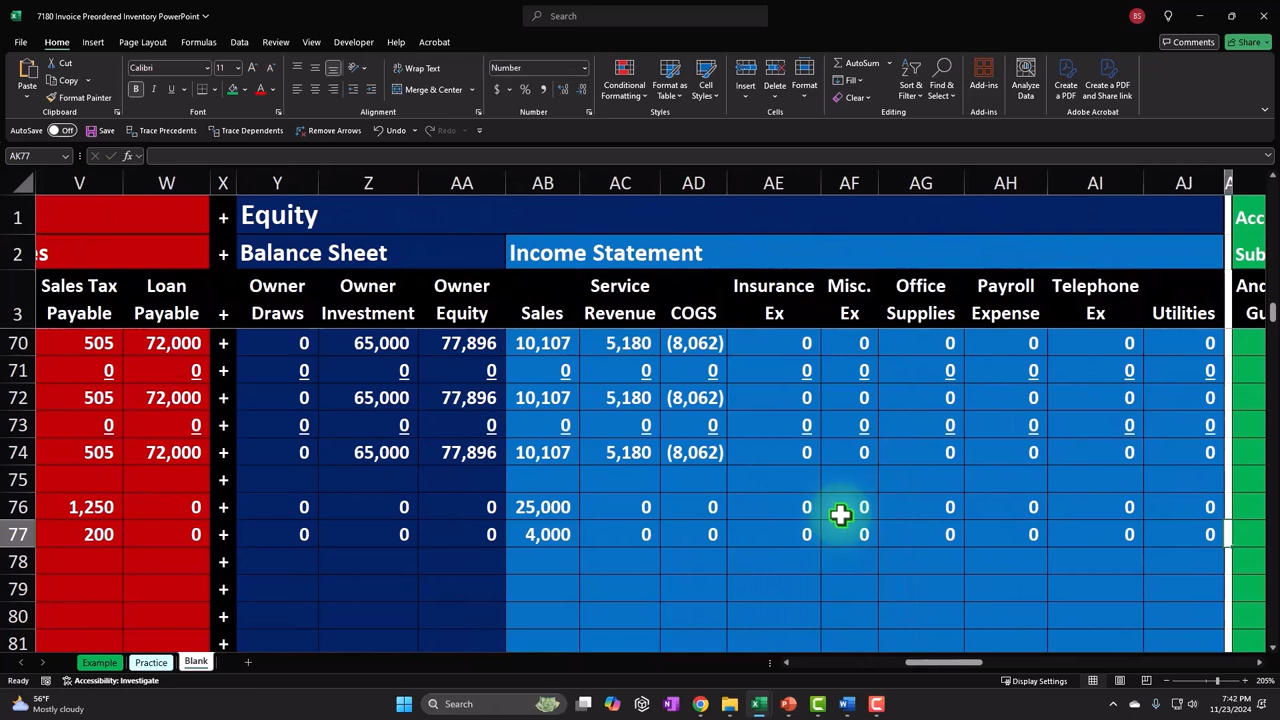 7180 Invoice Preordered Inventory PowerPoint
Search
BS
File Home Insert Page Layout Formulas Data Review View Developer Help Acrobat
Comments Share
Paste Cut Copy Format Painter Clipboard
Calibri 11 B I U Font
Wrap Text Merge & Center Alignment
Number $ % Number
Conditional Formatting Format as Table Cell Styles Styles
Insert Delete Format Cells
AutoSum Fill Clear Sort & Filter Find & Select Editing
Add-ins Add-ins
Analyze Data
Create a PDF Create a PDF and Share link Adobe Acrobat
AutoSave Off Save Trace Precedents Trace Dependents Remove Arrows Undo Redo
AK77 fx
V W X Y Z AA AB AC AD AE AF AG AH AI AJ
1 + Equity Acc
2 es + Balance Sheet Income Statement Sub
Sales Tax Loan Owner Owner Owner Service Insurance Misc. Office Payroll Telephone And
3 Payable Payable + Draws Investment Equity Sales Revenue COGS Ex Ex Supplies Expense Ex Utilities Gu
70 505 72,000 + 0 65,000 77,896 10,107 5,180 (8,062) 0 0 0 0 0 0
71 0 0 + 0 0 0 0 0 0 0 0 0 0 0 0
72 505 72,000 + 0 65,000 77,896 10,107 5,180 (8,062) 0 0 0 0 0 0
73 0 0 + 0 0 0 0 0 0 0 0 0 0 0 0
74 505 72,000 + 0 65,000 77,896 10,107 5,180 (8,062) 0 0 0 0 0 0
75 +
76 1,250 0 + 0 0 0 25,000 0 0 0 0 0 0 0 0
77 200 0 + 0 0 0 4,000 0 0 0 0 0 0 0 0
78 +
79 +
80 +
81 +
Example Practice Blank +
Ready Accessibility: Investigate Display Settings 205%
56°F
Mostly cloudy
Search
7:42 PM
11/23/2024